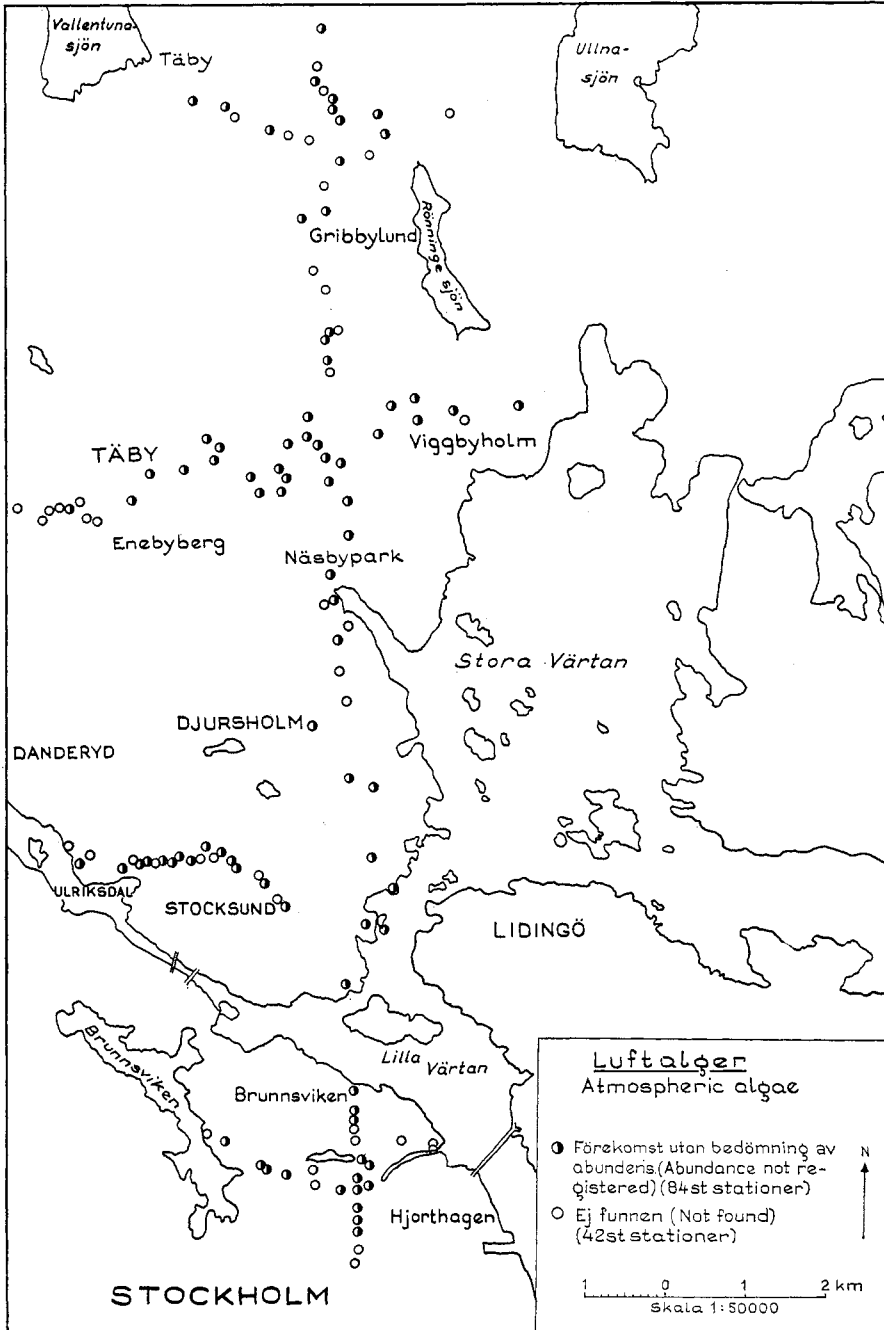 Vallentuna-
sjön
Täby
Ullna-
sjön
Gribbylund
Rönninge sjön
TÄBY
Viggbyholm
Enebyberg
Näsbypark
Stora Värtan
DJURSHOLM
DANDERYD
ULRIKSDAL
STOCKSUND
LIDINGÖ
Brunnsviken
Lilla
Värtan
Brunnsviken
Hjorthagen
STOCKHOLM
Luftalger
Atmospheric algae
Förekomst utan bedömning av
abundens.(Abundance not re-
gistered)(84st stationer)
Ej funnen (Not found)
(42st stationer)
N
1 0 1 2 km
Skala 1:50000